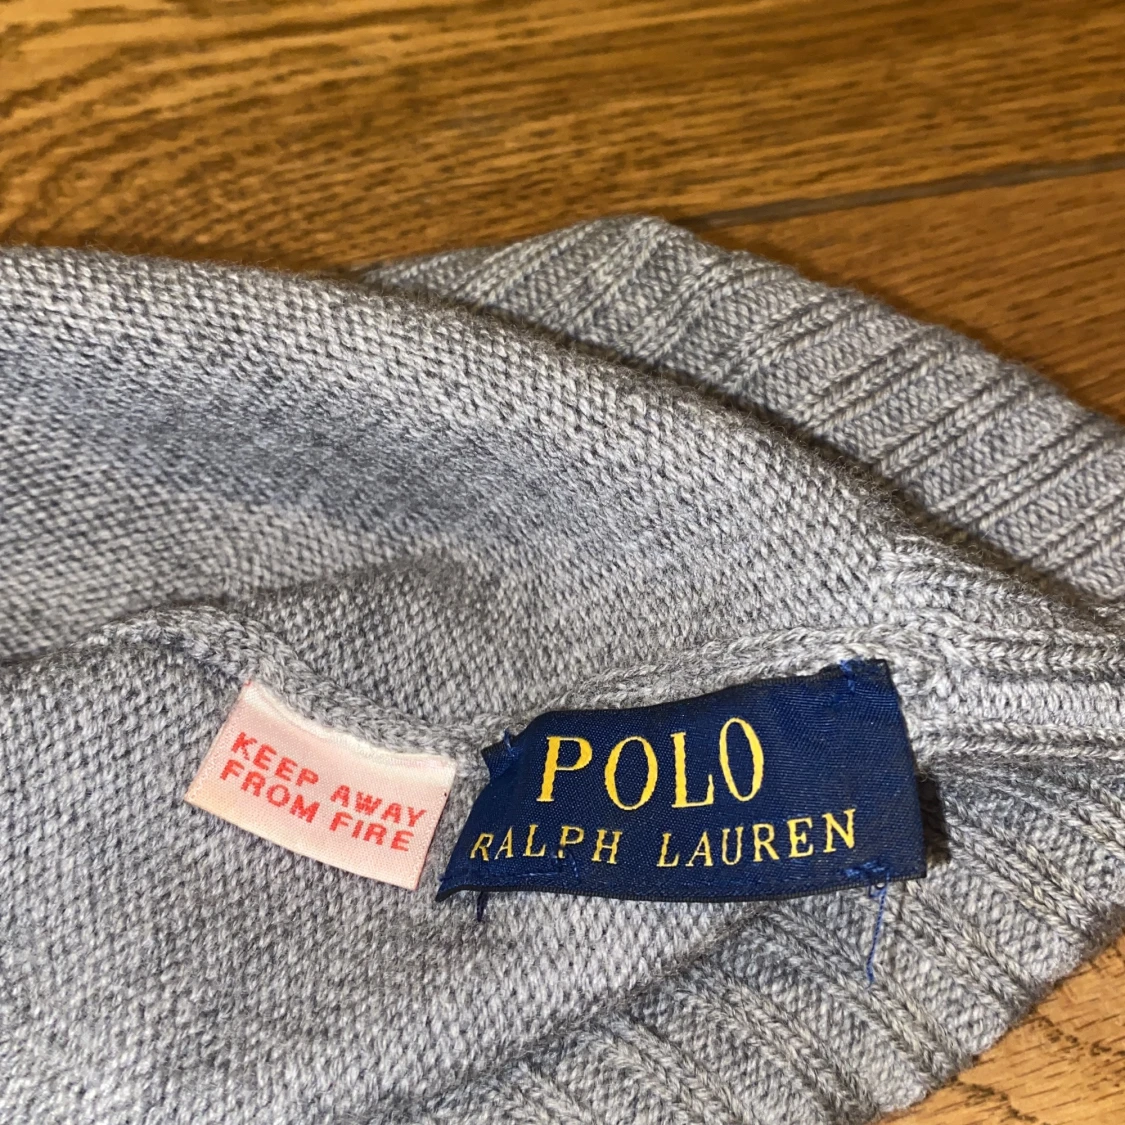 KEEP AWAY
FROM FIRE
POLO
RALPH LAUREN